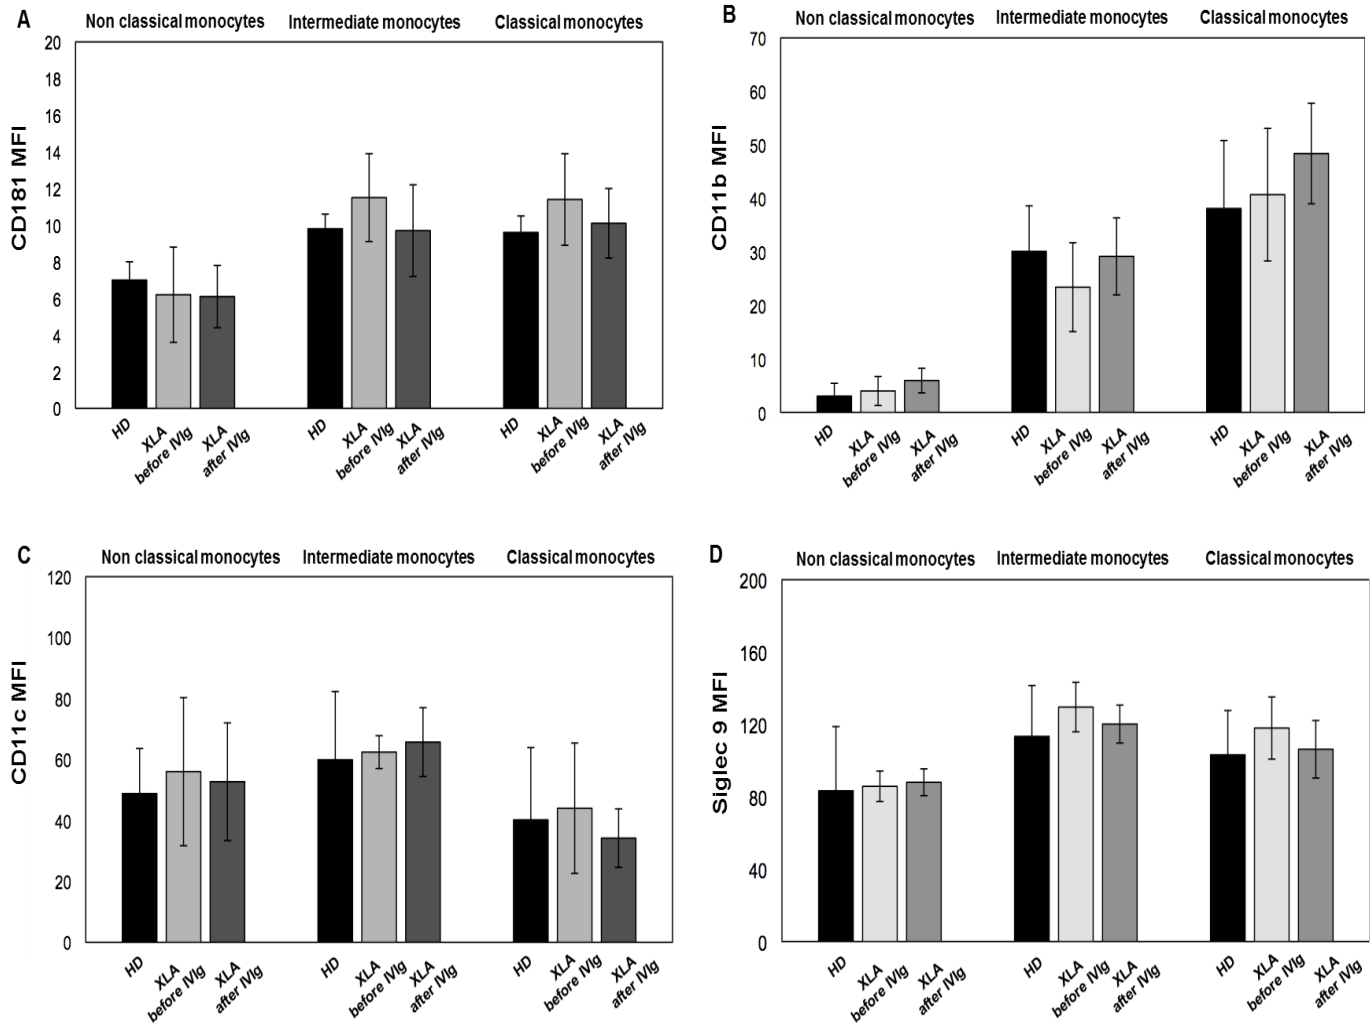 A
Non classical monocytes
Intermediate monocytes
Classical monocytes
CD181 MFI
20
18
16
14
12
10
8
6
4
2
0
HD
XLA
before IVIg
XLA
after IVIg
HD
XLA
before IVIg
XLA
after IVIg
HD
XLA
before IVIg
XLA
after IVIg
B
Non classical monocytes
Intermediate monocytes
Classical monocytes
CD11b MFI
70
60
50
40
30
20
10
0
HD
XLA
before IVIg
XLA
after IVIg
HD
XLA
before IVIg
XLA
after IVIg
HD
XLA
before IVIg
XLA
after IVIg
C
Non classical monocytes
Intermediate monocytes
Classical monocytes
CD11c MFI
120
100
80
60
40
20
0
HD
XLA
before IVIg
XLA
after IVIg
HD
XLA
before IVIg
XLA
after IVIg
HD
XLA
before IVIg
XLA
after IVIg
D
Non classical monocytes
Intermediate monocytes
Classical monocytes
Siglec 9 MFI
200
160
120
80
40
0
HD
XLA
before IVIg
XLA
after IVIg
HD
XLA
before IVIg
XLA
after IVIg
HD
XLA
before IVIg
XLA
after IVIg